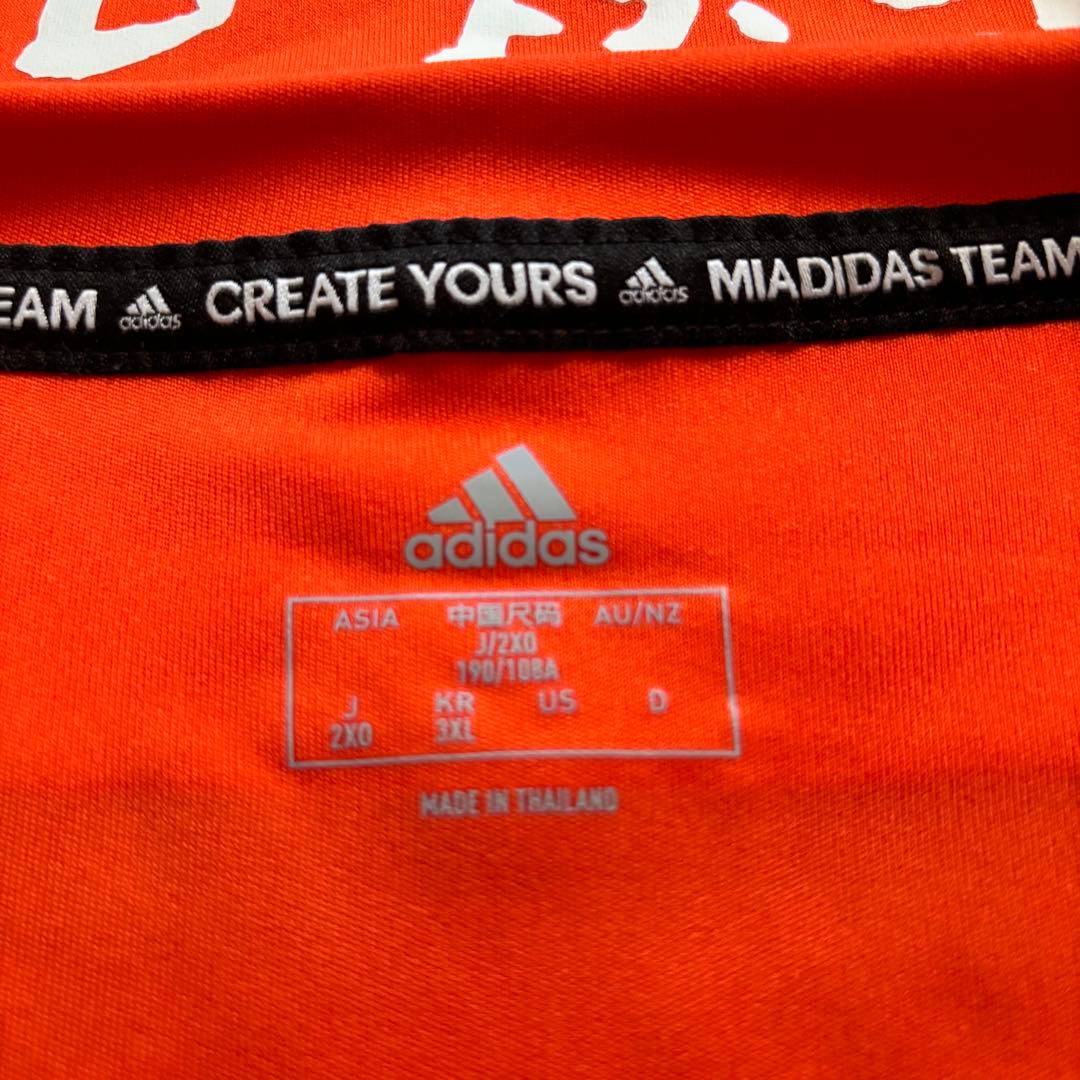 EAM adidas CREATE YOURS adidas MIADIDAS TEAM
adidas
ASIA 中国尺码 AU/NZ
J/2XO
190/108A
J KR US D
2XO 3XL
MADE IN THAILAND